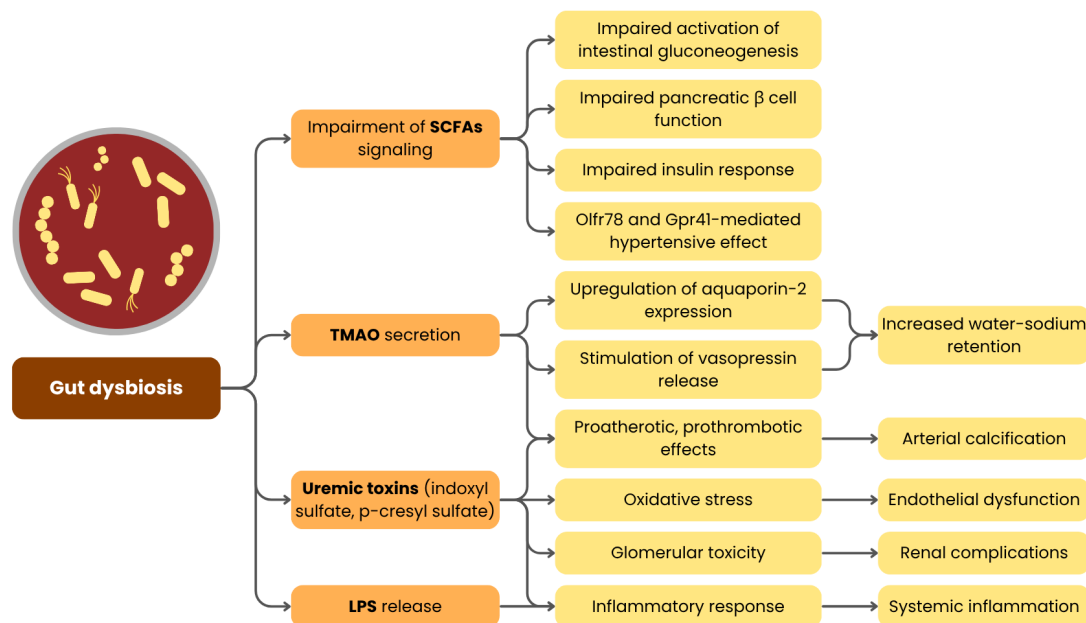 Impaired activation of
intestinal gluconeogenesis
Impaired pancreatic β cell
function
Impairment of SCFAs
signaling
Impaired insulin response
Olfr78 and Gpr41-mediated
hypertensive effect
Upregulation of aquaporin-2
expression
TMAO secretion
Increased water-sodium
retention
Stimulation of vasopressin
release
Gut dysbiosis
Proatherotic, prothrombotic
effects
Arterial calcification
Uremic toxins (indoxyl
sulfate, p-cresyl sulfate)
Oxidative stress
Endothelial dysfunction
Glomerular toxicity
Renal complications
LPS release
Inflammatory response
Systemic inflammation